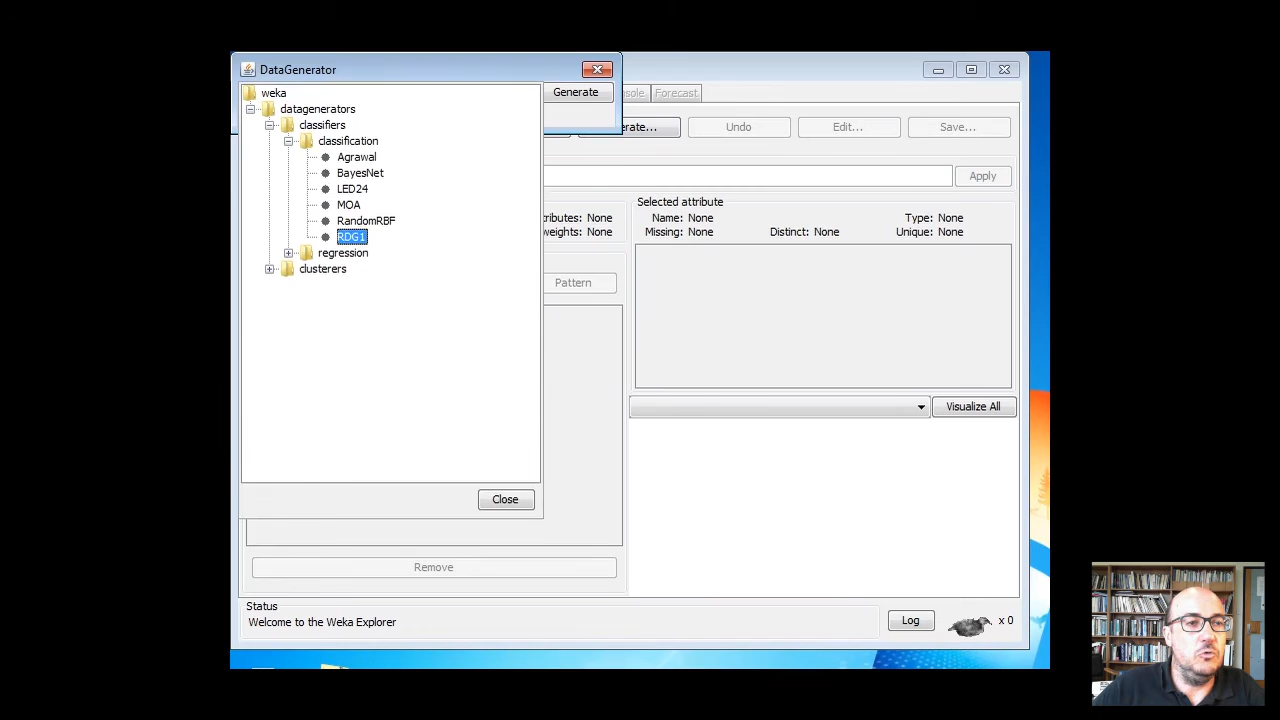 DataGenerator
weka
Generate
Forecast
datagenerators
classifiers
Undo
Edit...
Save...
classification
Agrawal
BayesNet
Apply
LED24
Selected attribute
MOA
RandomRBF
None
Name: None
Type: None
RDG1
None
Missing: None
Distinct: None
Unique: None
regression
clusterers
Pattern
Visualize All
Close
Remove
Status
Welcome to the Weka Explorer
Log
x 0